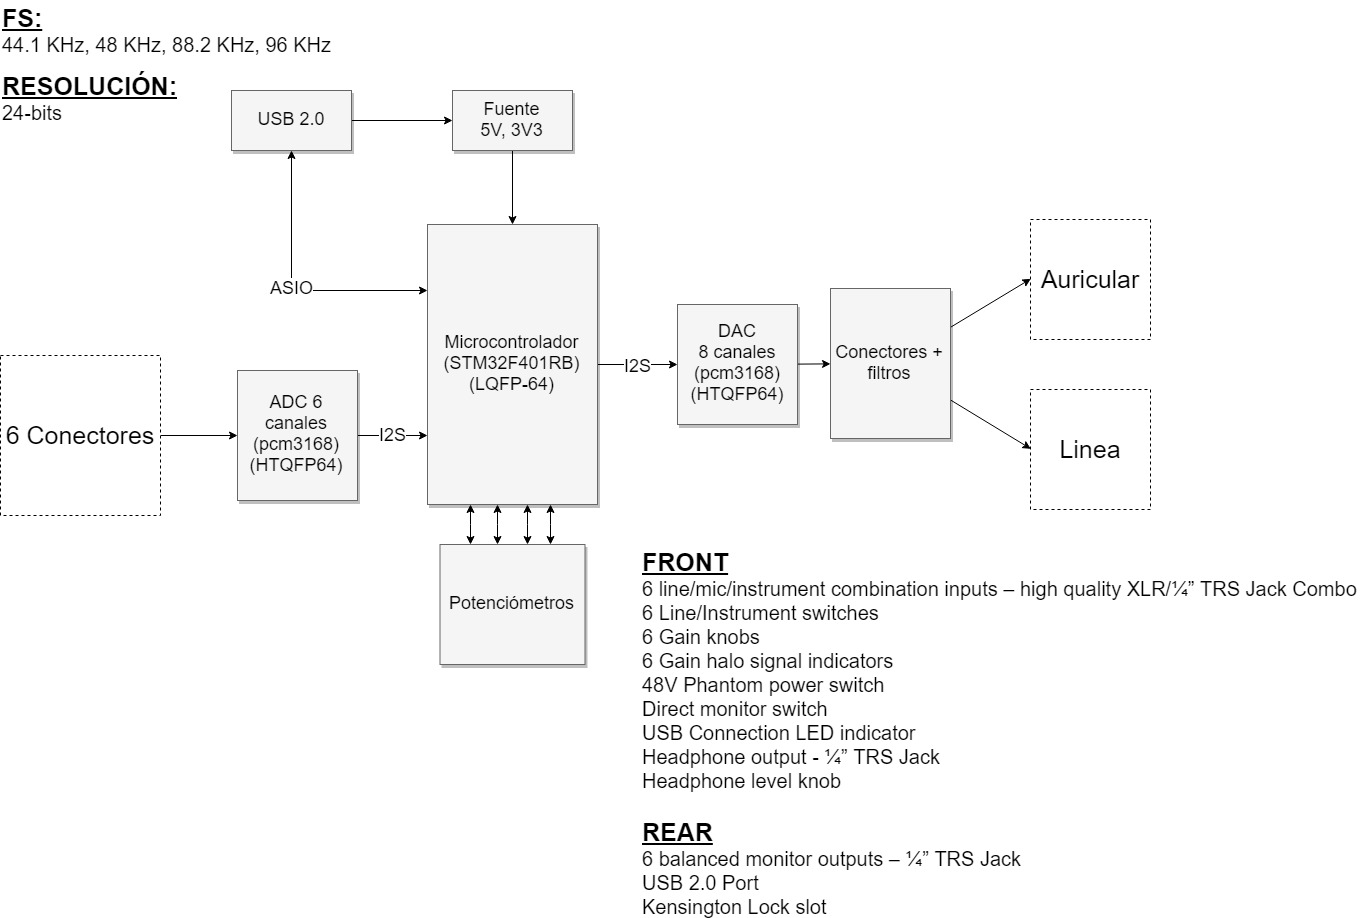 FS:
44.1 KHz, 48 KHz, 88.2 KHz, 96 KHz
RESOLUCIÓN:
24-bits
USB 2.0
Fuente
5V, 3V3
ASIO
Microcontrolador
(STM32F401RB)
(LQFP-64)
6 Conectores
ADC 6
canales
(pcm3168)
(HTQFP64)
I2S
I2S
DAC
8 canales
(pcm3168)
(HTQFP64)
Conectores +
filtros
Auricular
Linea
Potenciómetros
FRONT
6 line/mic/instrument combination inputs – high quality XLR/¼” TRS Jack Combo
6 Line/Instrument switches
6 Gain knobs
6 Gain halo signal indicators
48V Phantom power switch
Direct monitor switch
USB Connection LED indicator
Headphone output - ¼” TRS Jack
Headphone level knob
REAR
6 balanced monitor outputs – ¼” TRS Jack
USB 2.0 Port
Kensington Lock slot